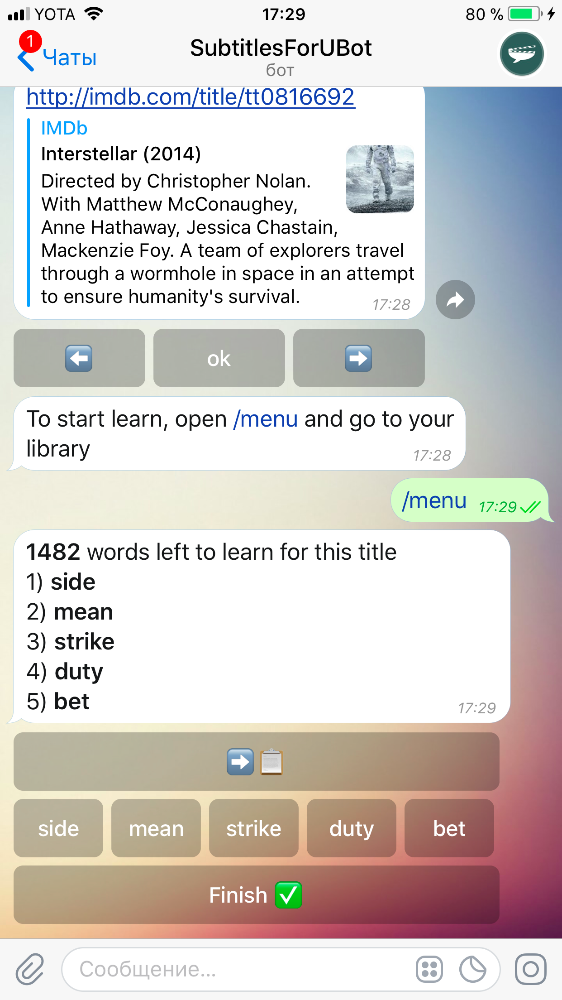 YOTA 17:29 80 %
1
Чаты
SubtitlesForUBot
бот
http://imdb.com/title/tt0816692
IMDb
Interstellar (2014)
Directed by Christopher Nolan.
With Matthew McConaughey,
Anne Hathaway, Jessica Chastain,
Mackenzie Foy. A team of explorers travel
through a wormhole in space in an attempt
to ensure humanity's survival.
17:28
ok
To start learn, open /menu and go to your
library
17:28
/menu 17:29
1482 words left to learn for this title
1) side
2) mean
3) strike
4) duty
5) bet
17:29
side mean strike duty bet
Finish
Сообщение...